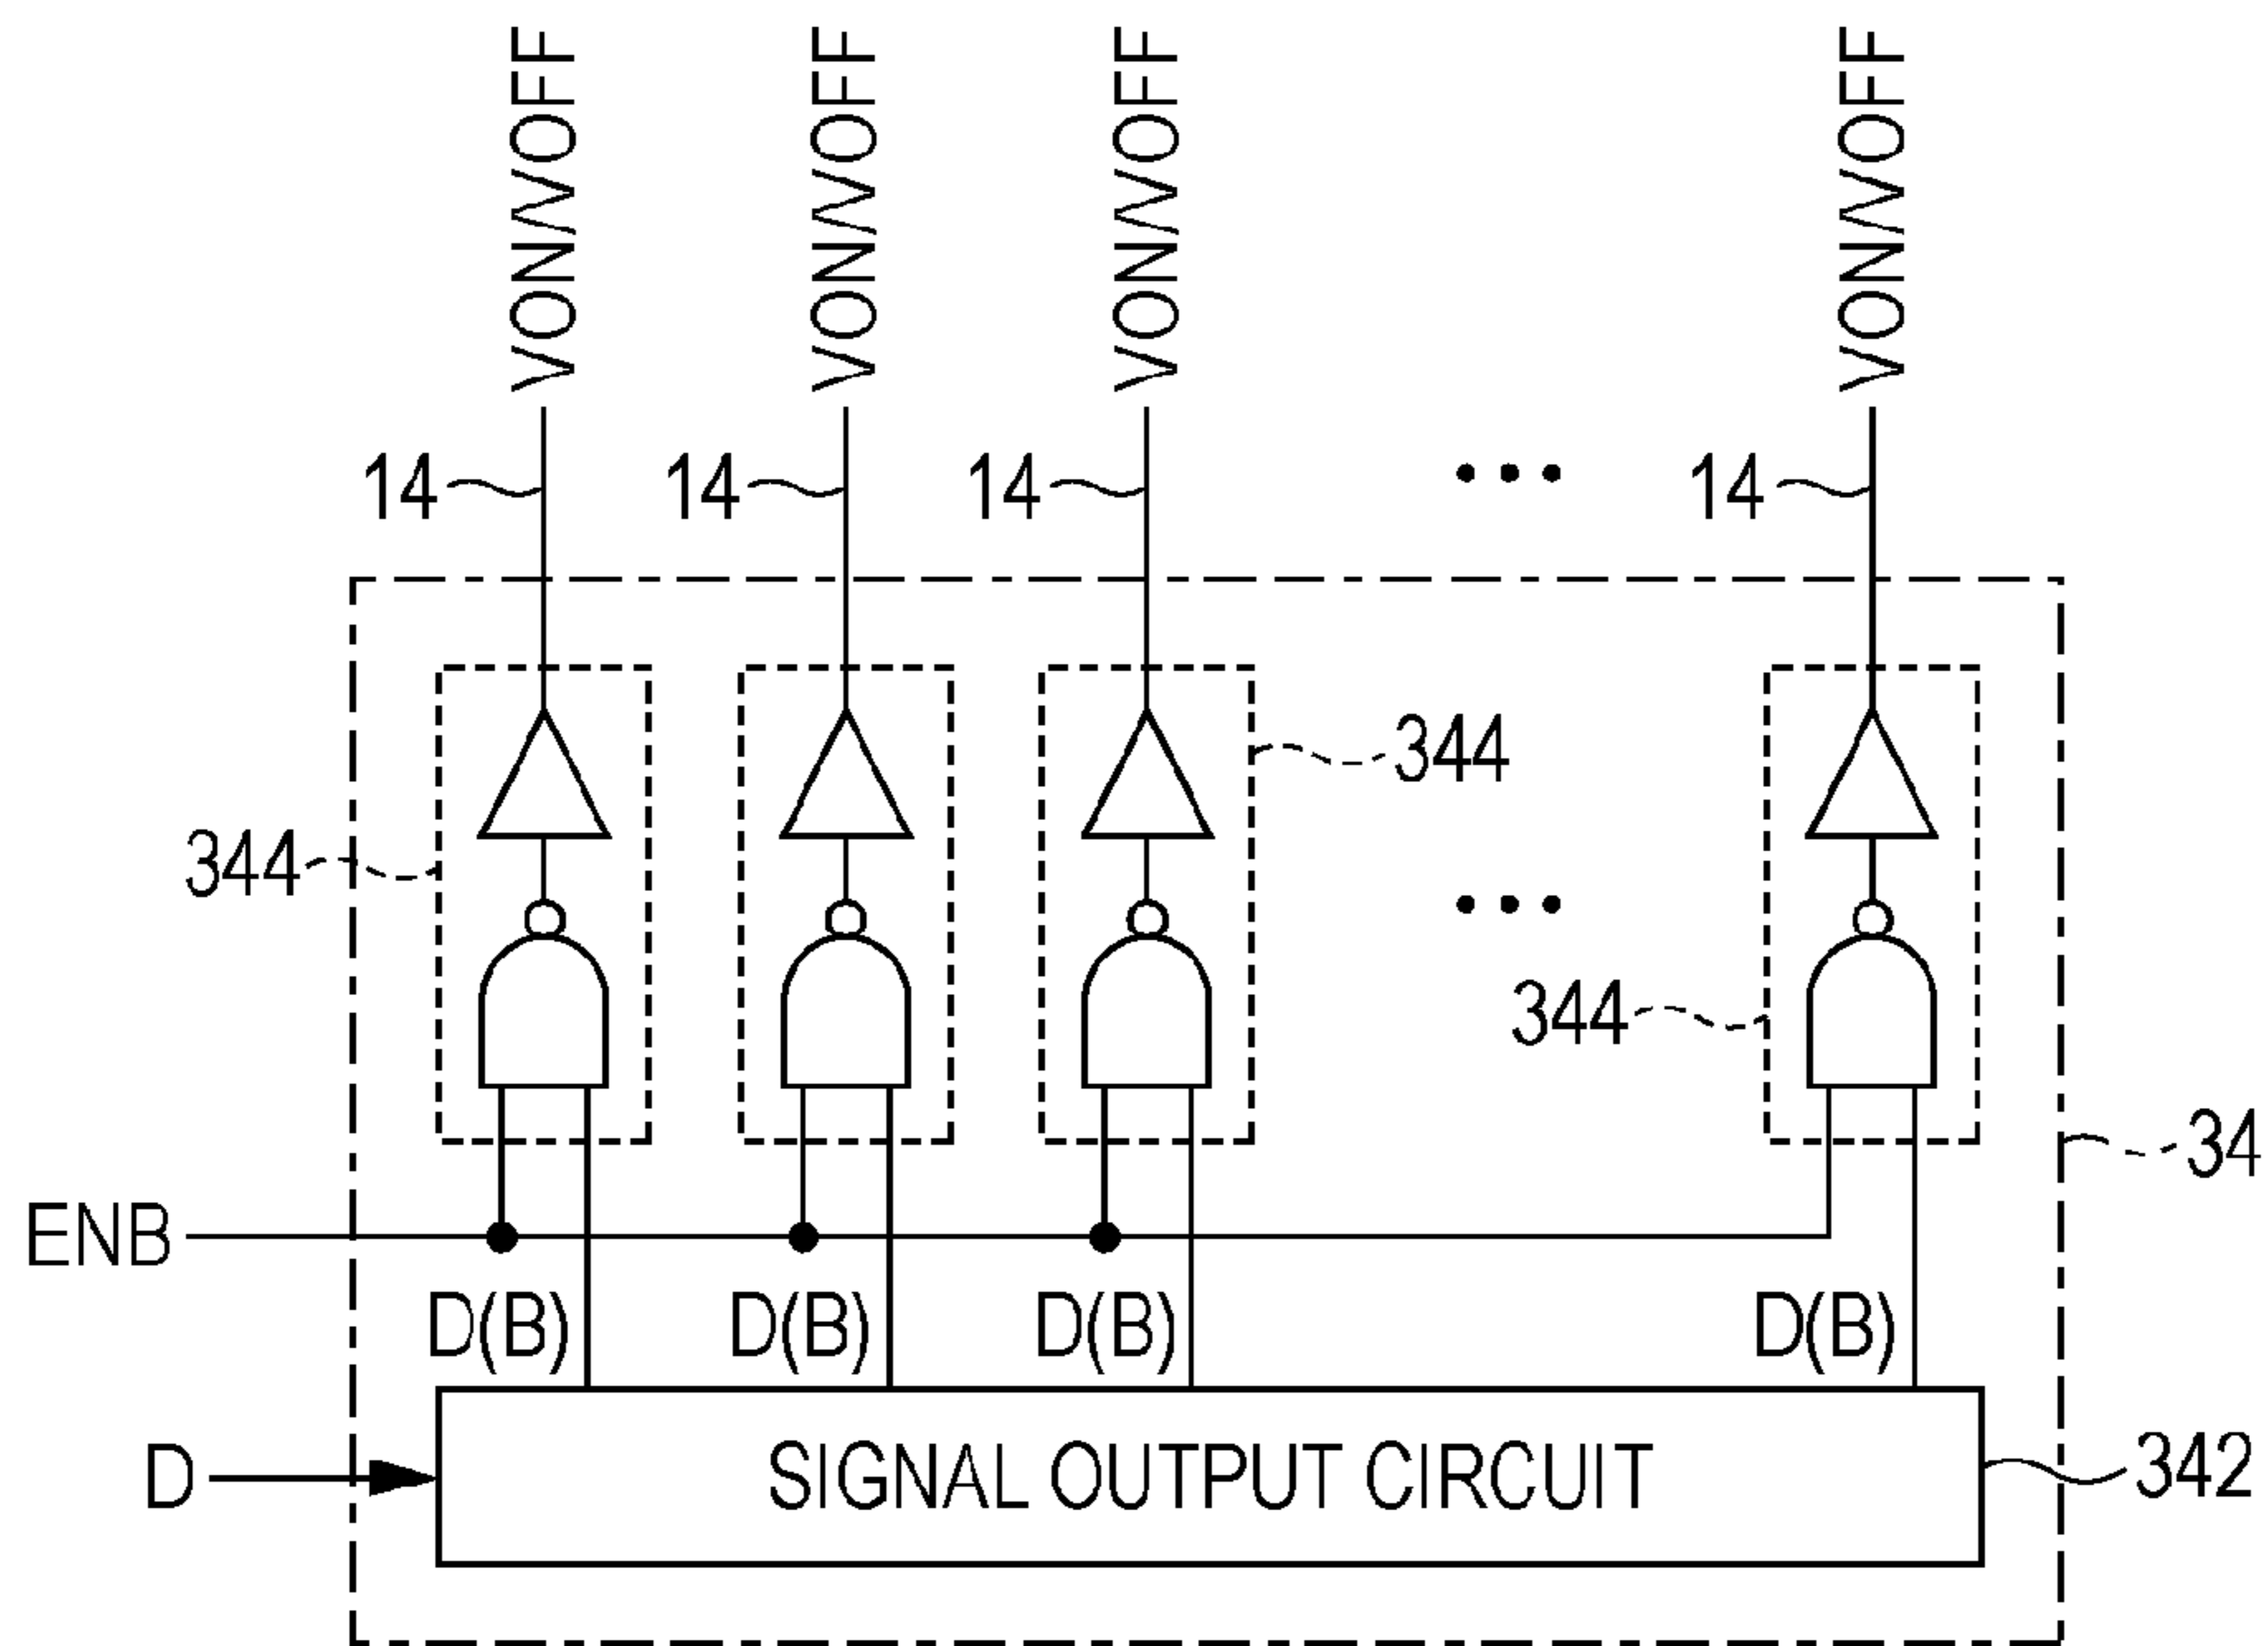 VON/VOFF VON/VOFF VON/VOFF VON/VOFF
14 14 14 ... 14
344
344 ...
344
34
ENB
D(B) D(B) D(B) D(B)
D SIGNAL OUTPUT CIRCUIT 342